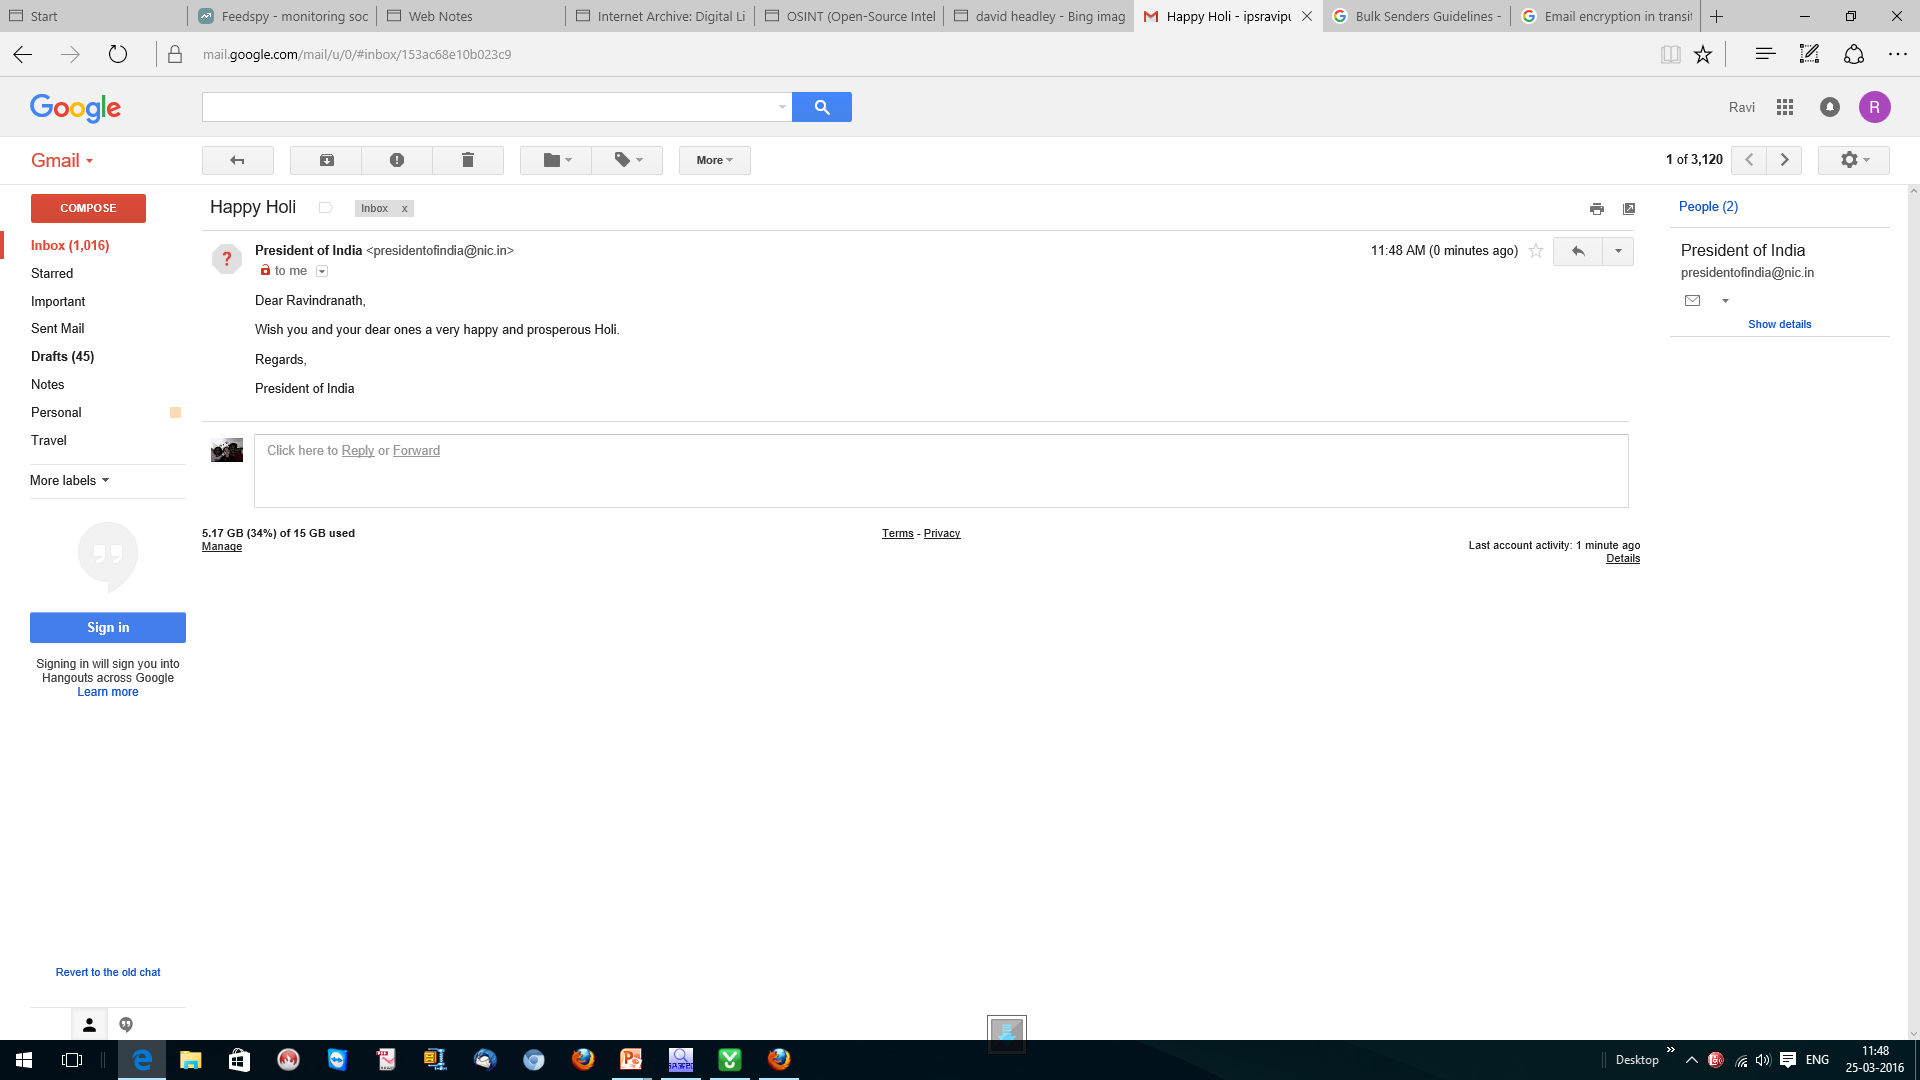 Start
Feedspy - monitoring soc
Web Notes
Internet Archive: Digital Li
OSINT (Open-Source Intel
david headley - Bing imag
Happy Holi - ipsravipu
Bulk Senders Guidelines -
Email encryption in transit
mail.google.com/mail/u/0/#inbox/153ac68e10b023c9
Google
Ravi
R
Gmail
More
1 of 3,120
COMPOSE
Inbox (1,016)
Starred
Important
Sent Mail
Drafts (45)
Notes
Personal
Travel
More labels
Sign in
Signing in will sign you into
Hangouts across Google
Learn more
Revert to the old chat
Happy Holi
Inbox x
?
President of India <presidentofindia@nic.in>
11:48 AM (0 minutes ago)
to me
Dear Ravindranath,
Wish you and your dear ones a very happy and prosperous Holi.
Regards,
President of India
Click here to Reply or Forward
5.17 GB (34%) of 15 GB used
Manage
Terms - Privacy
Last account activity: 1 minute ago
Details
People (2)
President of India
presidentofindia@nic.in
Show details
Desktop
ENG
11:48
25-03-2016